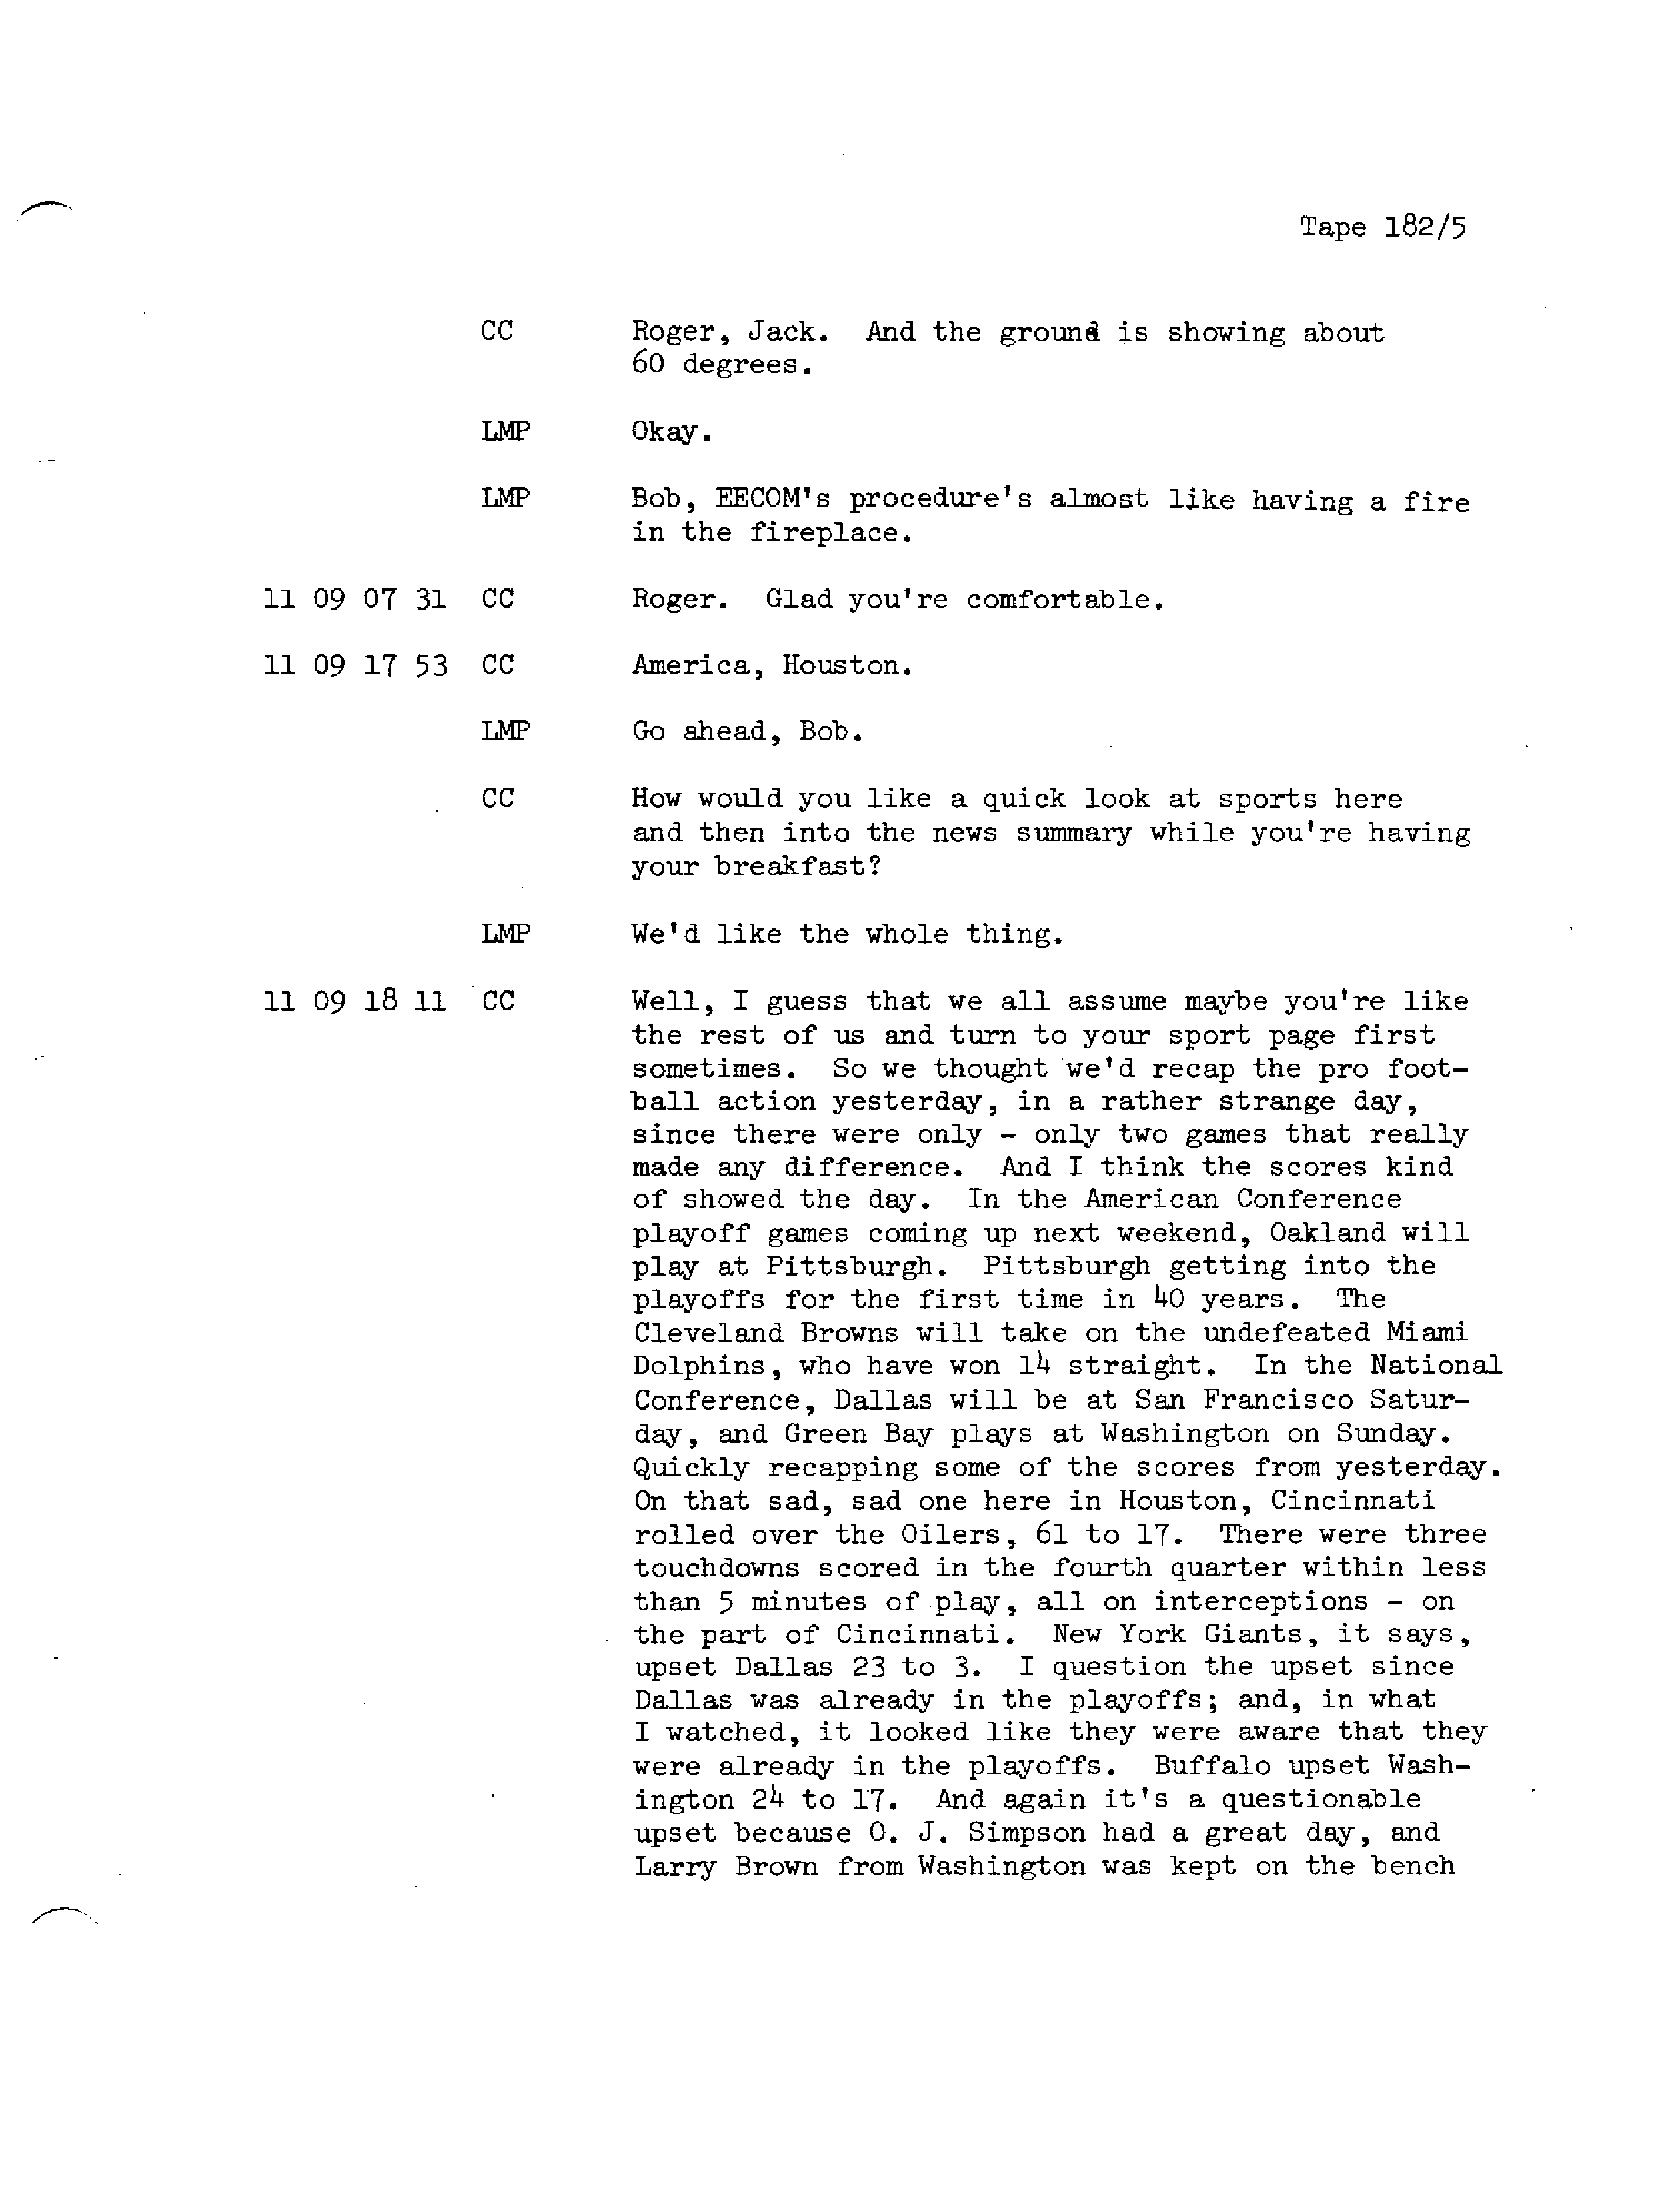 Tape 182/5
CC Roger, Jack. And the ground is showing about
60 degrees.
LMP Okay.
LMP Bob, EECOM's procedure's almost like having a fire
in the fireplace.
11 09 07 31 CC Roger. Glad you're comfortable.
11 09 17 53 CC America, Houston.
LMP Go ahead, Bob.
CC How would you like a quick look at sports here
and then into the news summary while you're having
your breakfast?
LMP We'd like the whole thing.
11 09 18 11 CC Well, I guess that we all assume maybe you're like
the rest of us and turn to your sport page first
sometimes. So we thought we'd recap the pro foot-
ball action yesterday, in a rather strange day,
since there were only - only two games that really
made any difference. And I think the scores kind
of showed the day. In the American Conference
playoff games coming up next weekend, Oakland will
play at Pittsburgh. Pittsburgh getting into the
playoffs for the first time in 40 years. The
Cleveland Browns will take on the undefeated Miami
Dolphins, who have won 14 straight. In the National
Conference, Dallas will be at San Francisco Satur-
day, and Green Bay plays at Washington on Sunday.
Quickly recapping some of the scores from yesterday.
On that sad, sad one here in Houston, Cincinnati
rolled over the Oilers, 61 to 17. There were three
touchdowns scored in the fourth quarter within less
than 5 minutes of play, all on interceptions - on
the part of Cincinnati. New York Giants, it says,
upset Dallas 23 to 3. I question the upset since
Dallas was already in the playoffs; and, in what
I watched, it looked like they were aware that they
were already in the playoffs. Buffalo upset Wash-
ington 24 to 17. And again it's a questionable
upset because O. J. Simpson had a great day, and
Larry Brown from Washington was kept on the bench